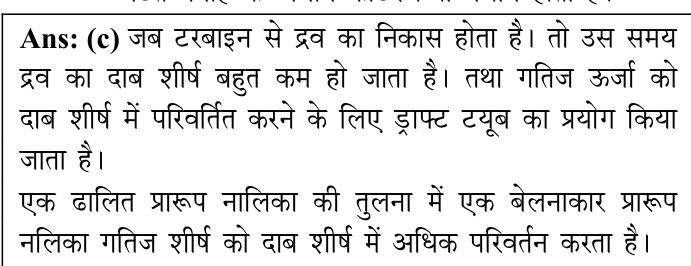 Ans: (c) जब टरबाइन से द्रव का निकास होता है। तो उस समय
द्रव का दाब शीर्ष बहुत कम हो जाता है। तथा गतिज ऊर्जा को
दाब शीर्ष में परिवर्तित करने के लिए ड्राफ्ट टयूब का प्रयोग किया
जाता है।
एक ढालित प्रारूप नालिका की तुलना में एक बेलनाकार प्रारूप
नलिका गतिज शीर्ष को दाब शीर्ष में अधिक परिवर्तन करता है।